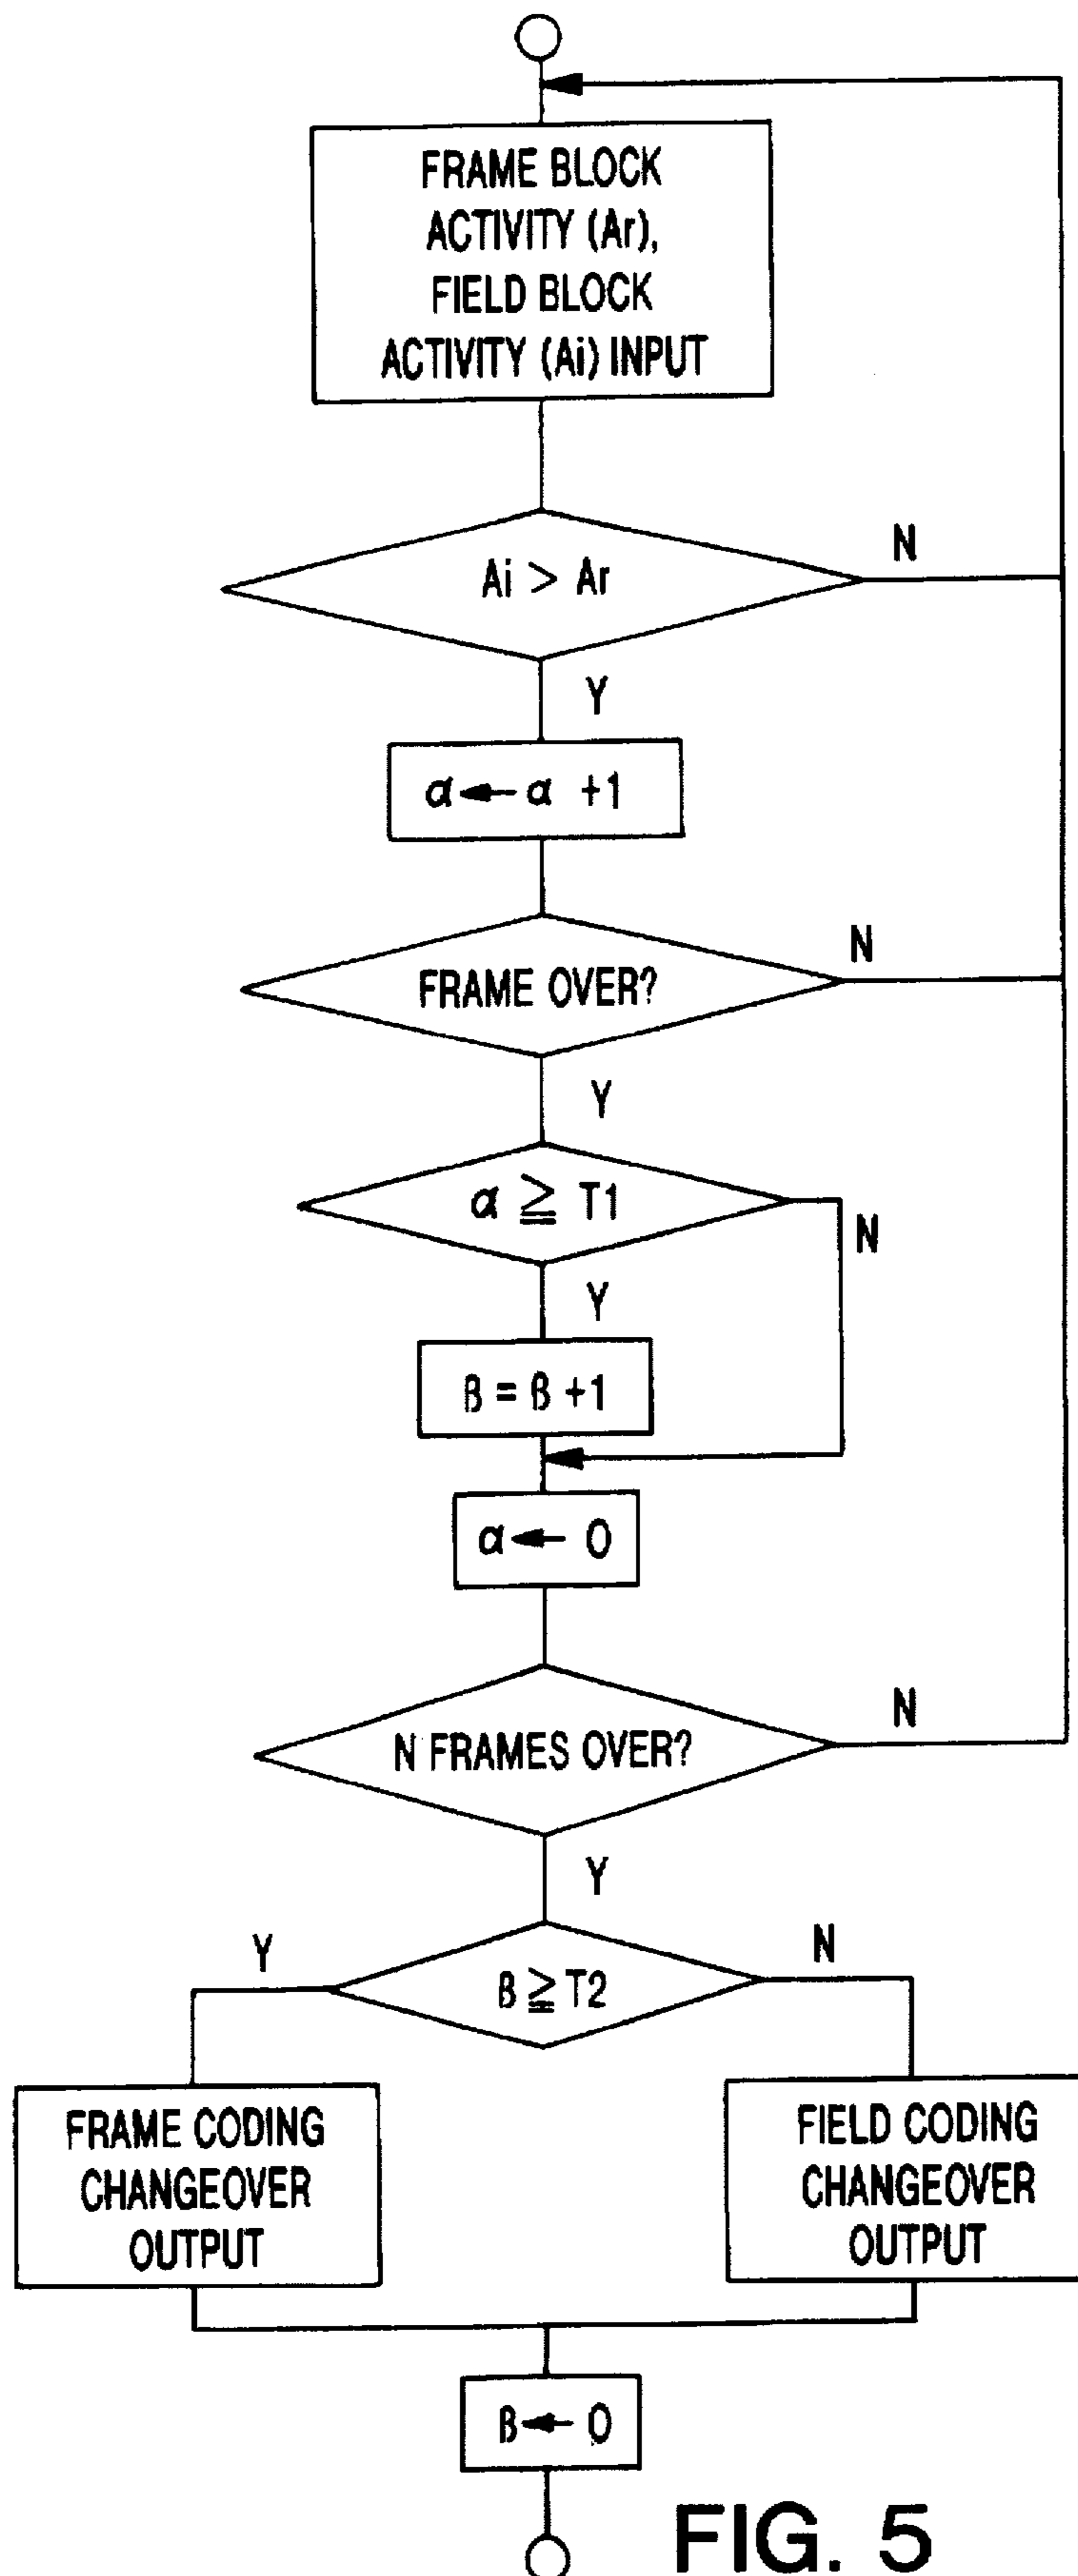 FRAME BLOCK
ACTIVITY (Ar),
FIELD BLOCK
ACTIVITY (Ai) INPUT
Ai > Ar
N
Y
α ← α +1
FRAME OVER?
N
Y
α ≧ T1
N
Y
β = β +1
α ← 0
N FRAMES OVER?
N
Y
β ≧ T2
Y
N
FRAME CODING
CHANGEOVER
OUTPUT
FIELD CODING
CHANGEOVER
OUTPUT
β ← 0
FIG. 5